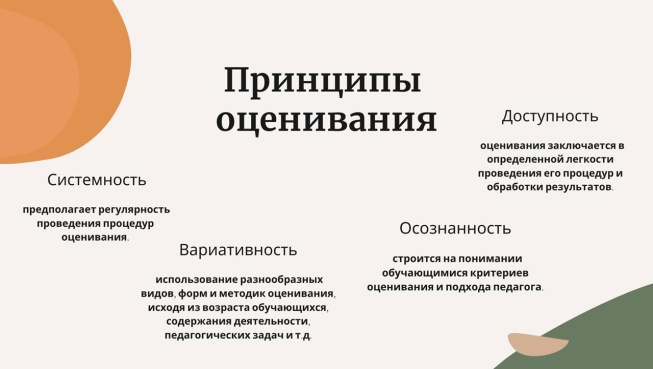 Принципы
оценивания
Системность
предполагает регулярность
проведения процедур
оценивания.
Вариативность
использование разнообразных
видов, форм и методик оценивания,
исходя из возраста обучающихся,
содержания деятельности,
педагогических задач и т.д.
Осознанность
строится на понимании
обучающимися критериев
оценивания и подхода педагога.
Доступность
оценивания заключается в
определенной легкости
проведения его процедур и
обработки результатов.